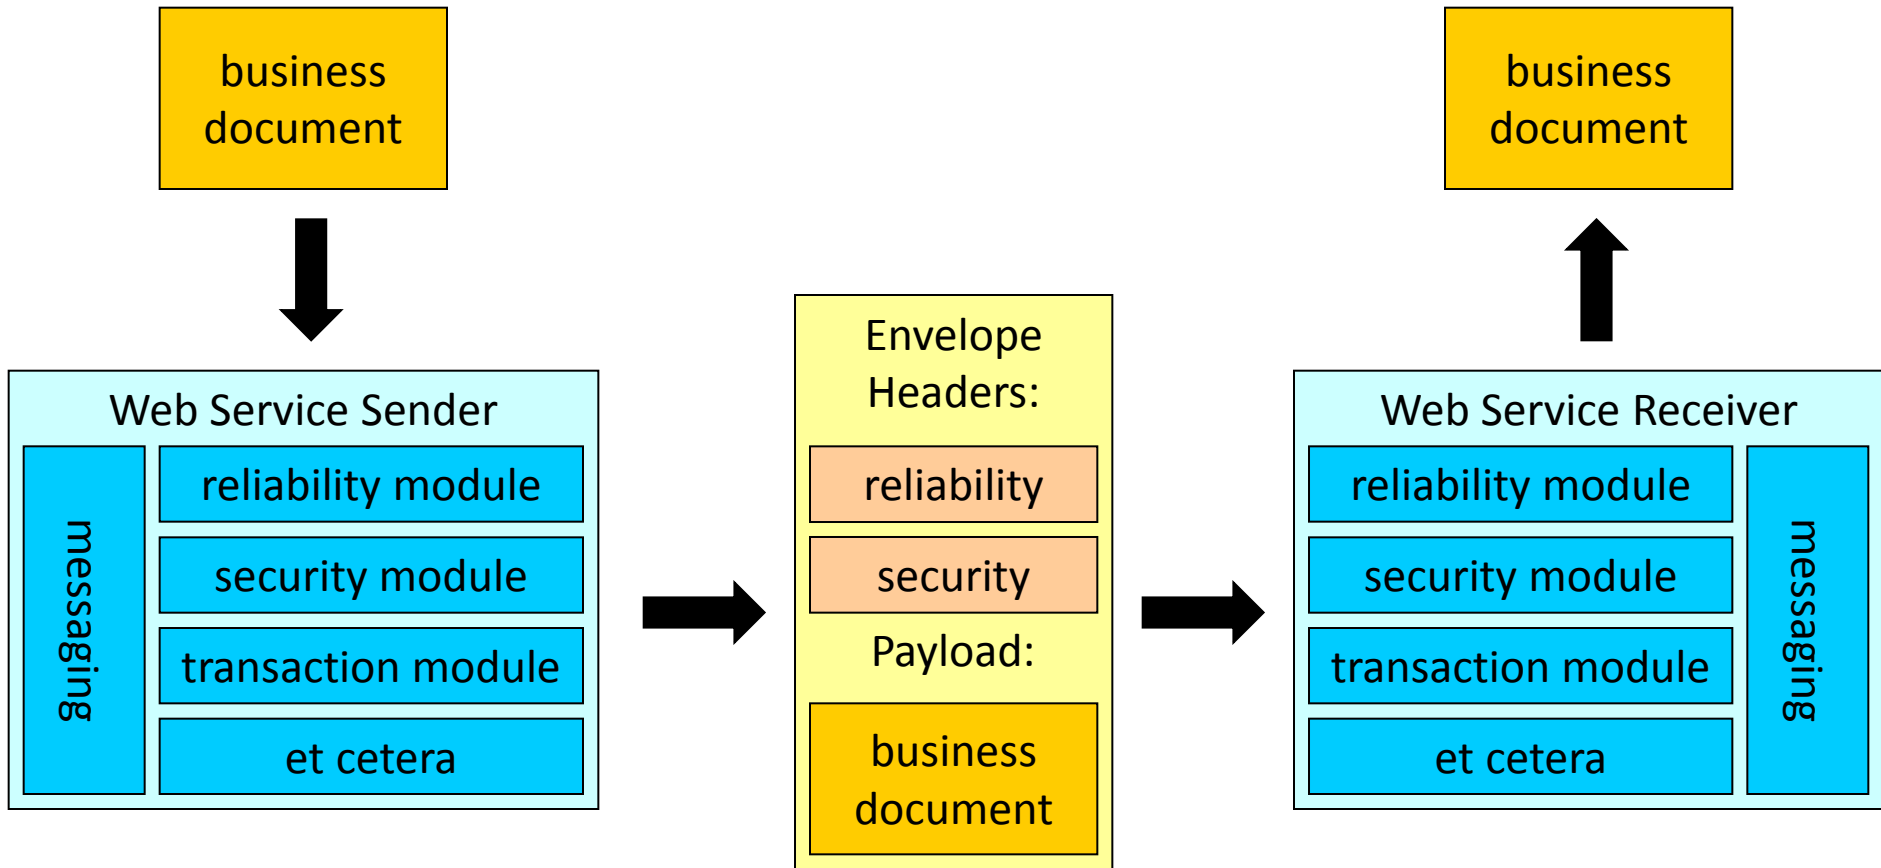 business
document
business
document
Web Service Sender
messaging
reliability module
security module
transaction module
et cetera
Envelope
Headers:
reliability
security
Payload:
business
document
Web Service Receiver
reliability module
security module
transaction module
et cetera
messaging